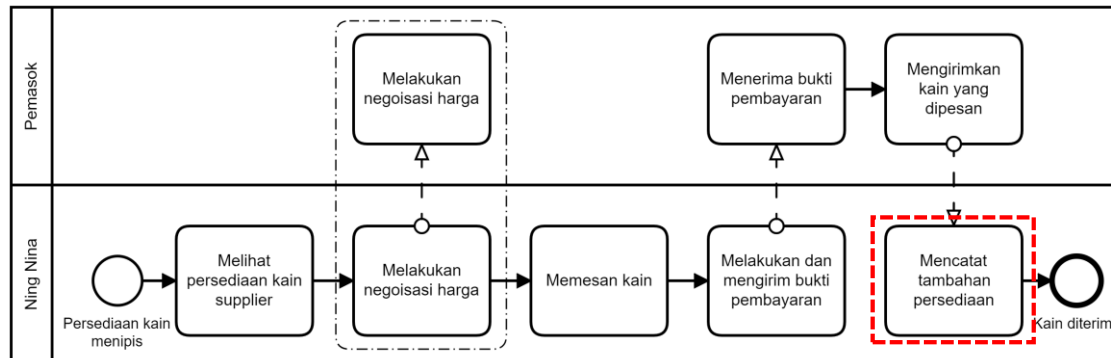 Pemasok
Melakukan
negoisasi harga
Menerima bukti
pembayaran
Mengirimkan
kain yang
dipesan
Ning Nina
Persediaan kain
menipis
Melihat
persediaan kain
supplier
Melakukan
negoisasi harga
Memesan kain
Melakukan dan
mengirim bukti
pembayaran
Mencatat
tambahan
persediaan
Kain diterim